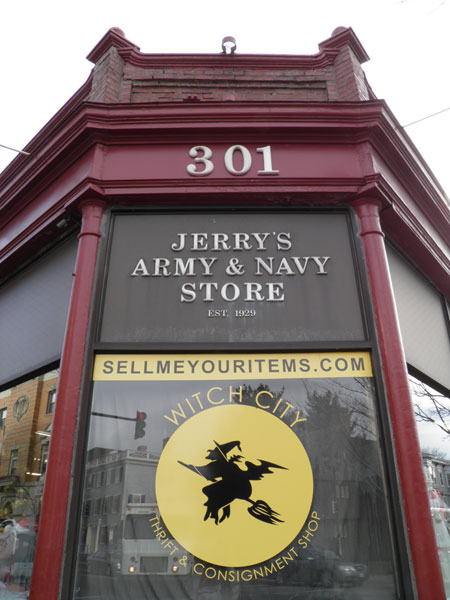 301
JERRY'S
ARMY & NAVY
STORE
EST. 1929
SELLMEYOURITEMS.COM
WITCH CITY
THRIFT & CONSIGNMENT SHOP